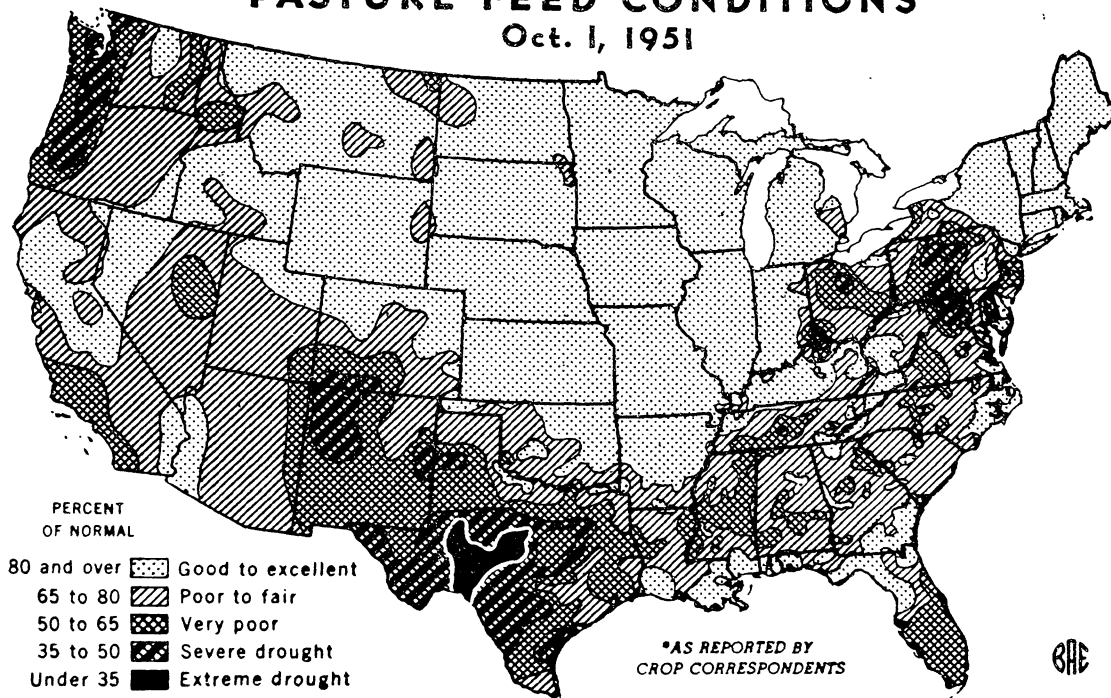 PASTURE FEED CONDITIONS
Oct. 1, 1951
PERCENT
OF NORMAL
80 and over Good to excellent
65 to 80 Poor to fair
50 to 65 Very poor
35 to 50 Severe drought
Under 35 Extreme drought
*AS REPORTED BY
CROP CORRESPONDENTS
BAE